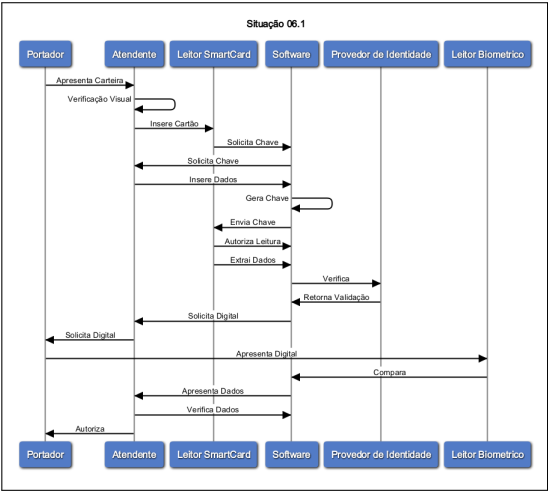 Situação 06.1
Portador Atendente Leitor SmartCard Software Provedor de Identidade Leitor Biometrico
Apresenta Carteira
Verificação Visual
Insere Cartão
Solicita Chave
Solicita Chave
Insere Dados
Gera Chave
Envia Chave
Autoriza Leitura
Extrai Dados
Verifica
Retorna Validação
Solicita Digital
Solicita Digital
Apresenta Digital
Compara
Apresenta Dados
Verifica Dados
Autoriza
Portador Atendente Leitor SmartCard Software Provedor de Identidade Leitor Biometrico